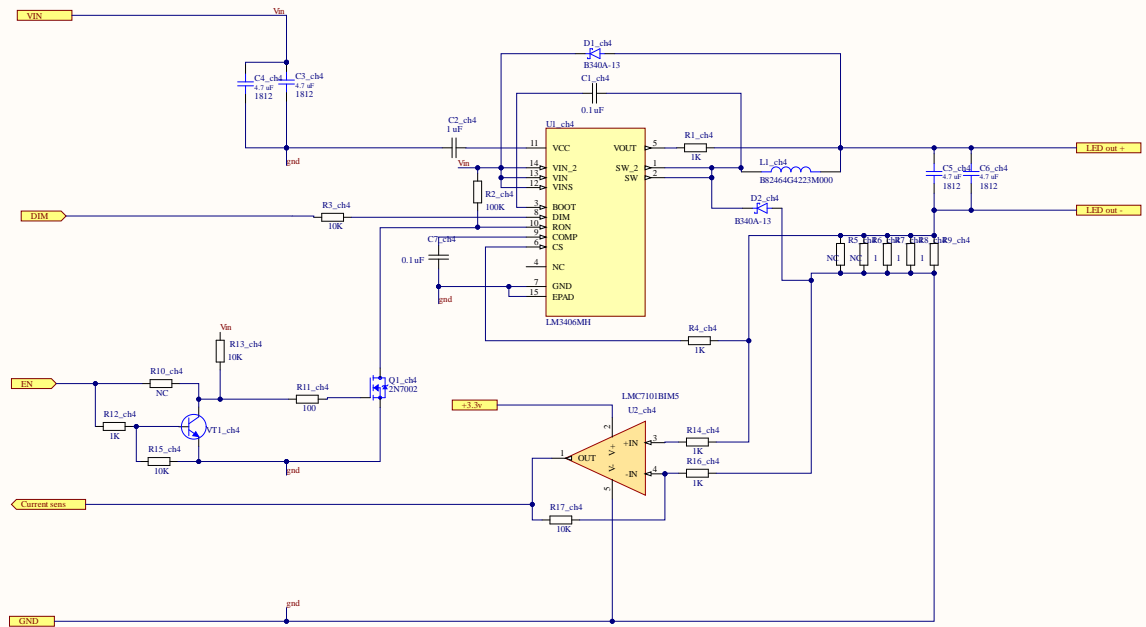 VIN
Vin
D1_ch4
B340A-13
C1_ch4
0.1uF
C4_ch4
4.7 uF
1812
C3_ch4
4.7 uF
1812
gnd
C2_ch4
1 uF
U1_ch4
11 VCC
14 VIN_2
13 VIN
12 VINS
3 BOOT
8 DIM
10 RON
9 COMP
6 CS
4 NC
7 GND
15 EPAD
VOUT 5
SW_2 1
SW 2
LM3406MH
Vin
R2_ch4
100K
R1_ch4
1K
L1_ch4
B82464G4223M000
D2_ch4
B340A-13
LED out +
C5_ch4
4.7 uF
1812
C6_ch4
4.7 uF
1812
LED out -
DIM
R3_ch4
10K
C7_ch4
0.1uF
gnd
R5_ch4
NC
R6_ch4
NC
R7_ch4
1
R8_ch4
1
R9_ch4
1
R4_ch4
1K
Vin
R13_ch4
10K
EN
R10_ch4
NC
R11_ch4
100
Q1_ch4
2N7002
R12_ch4
1K
VT1_ch4
R15_ch4
10K
gnd
+3.3v
LMC7101BIM5
U2_ch4
2
V+
+IN 3
1 OUT
V-
-IN 4
5
R14_ch4
1K
R16_ch4
1K
R17_ch4
10K
Current sens
gnd
GND